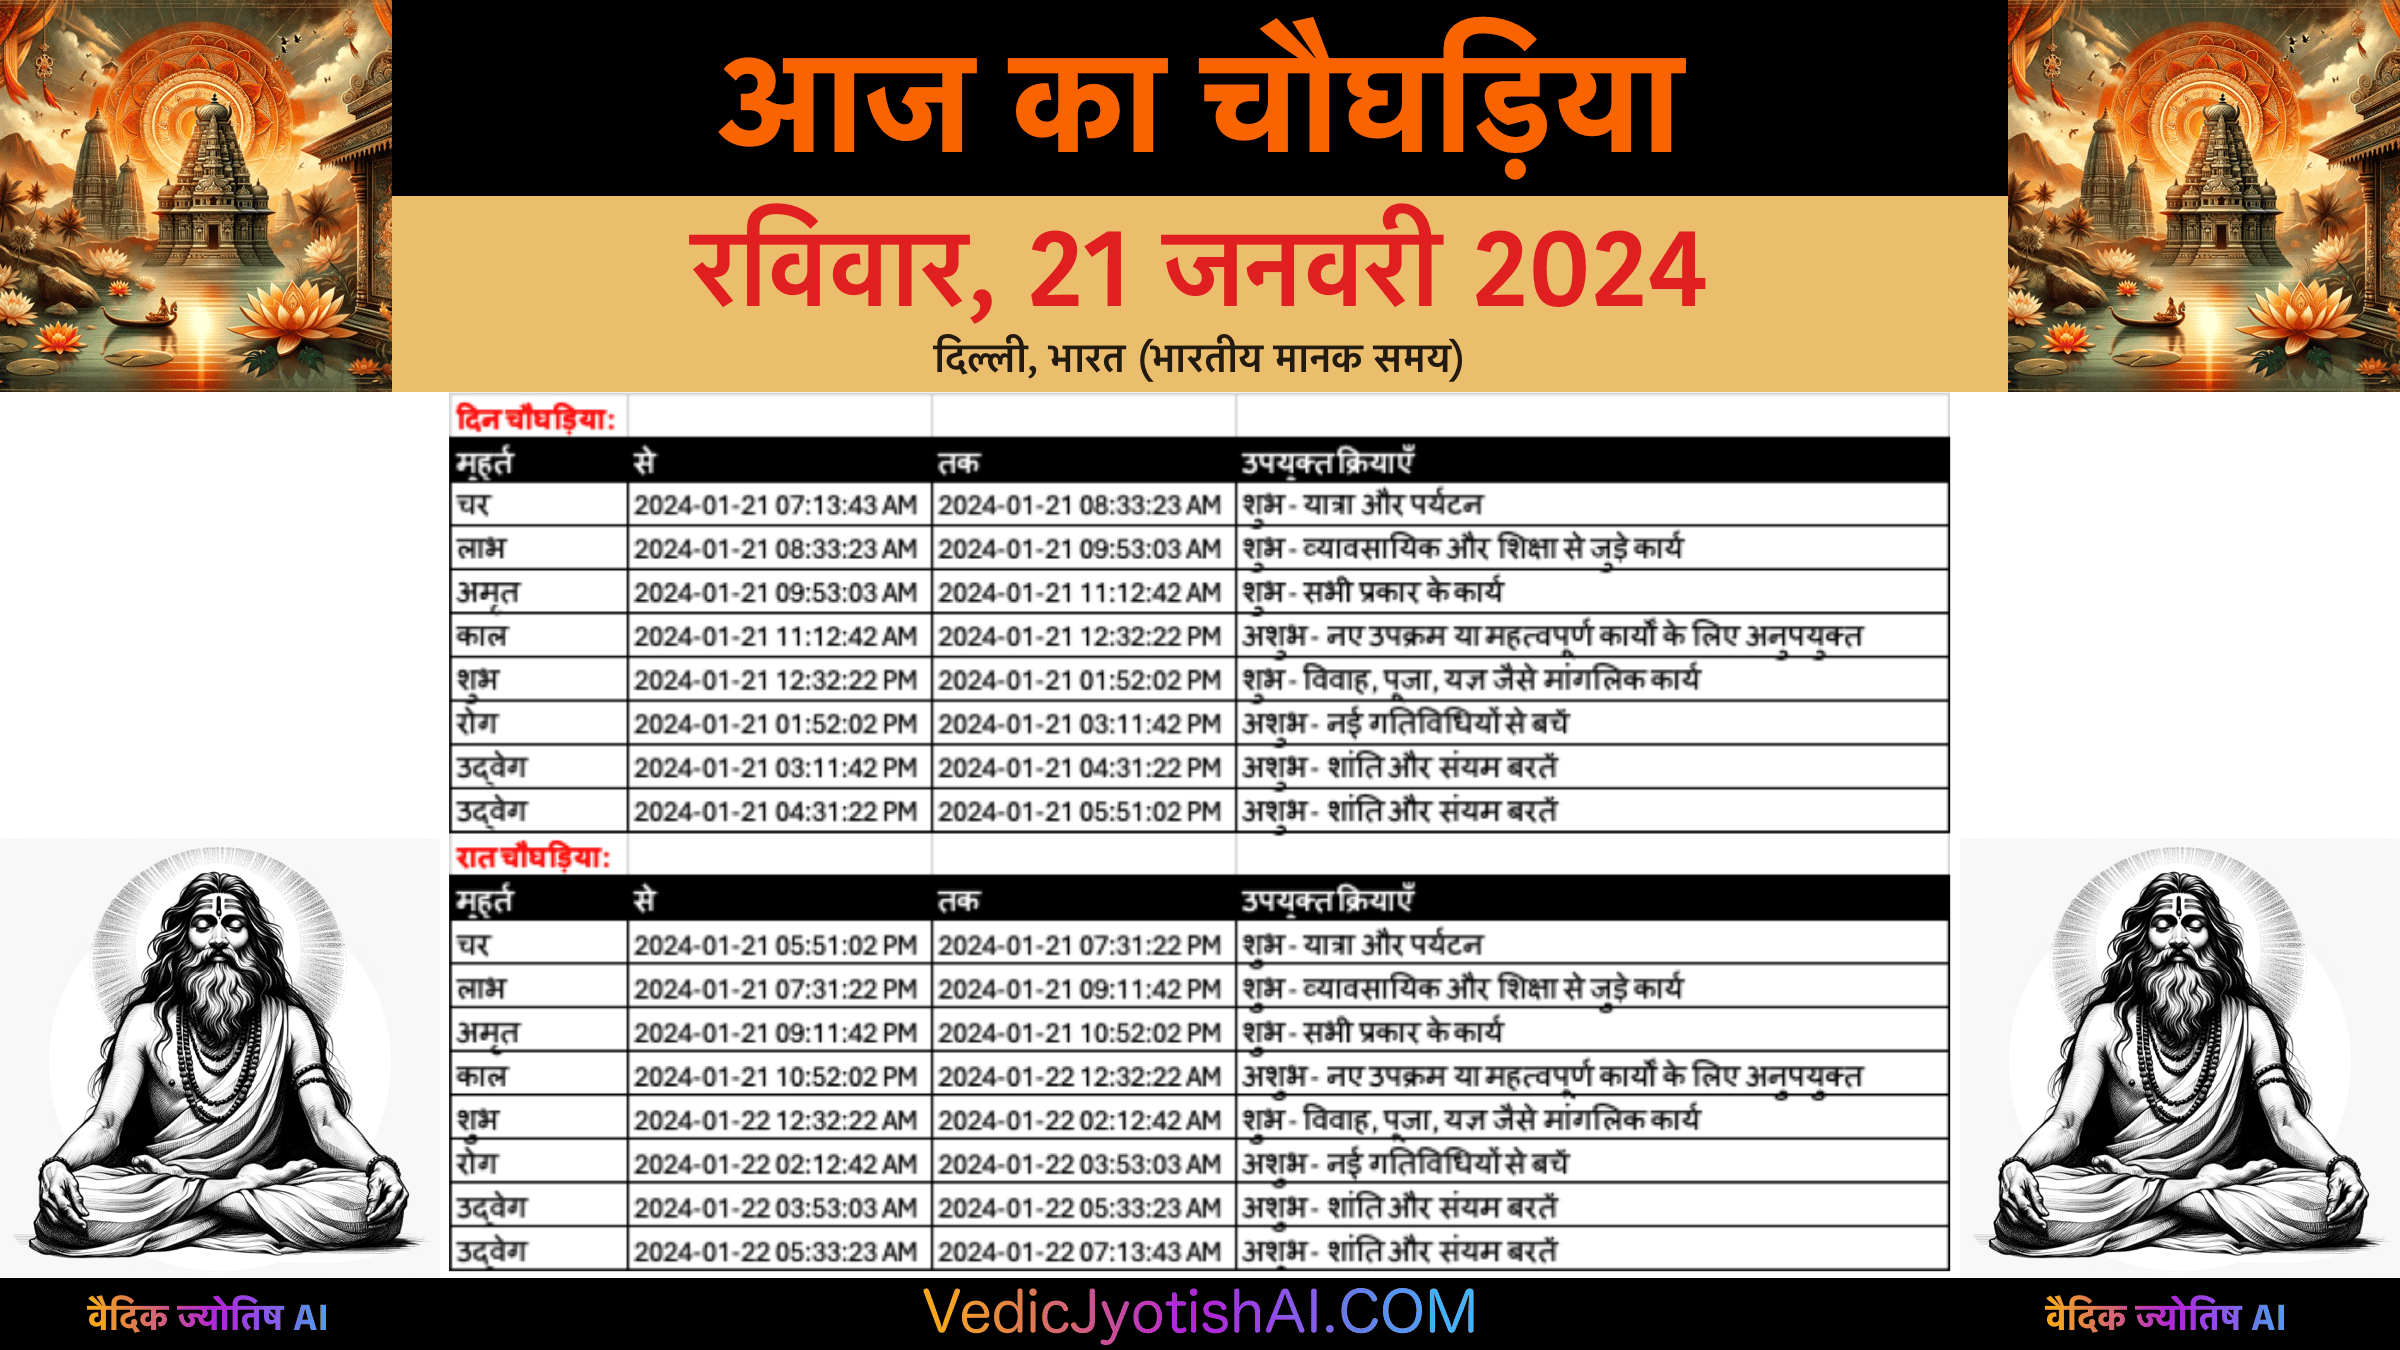 आज का चौघड़िया
रविवार, 21 जनवरी 2024
दिल्ली, भारत (भारतीय मानक समय)
दिन चौघड़िया:
मुहूर्त से तक उपयुक्त क्रियाएँ
चर 2024-01-21 07:13:43 AM 2024-01-21 08:33:23 AM शुभ - यात्रा और पर्यटन
लाभ 2024-01-21 08:33:23 AM 2024-01-21 09:53:03 AM शुभ - व्यावसायिक और शिक्षा से जुड़े कार्य
अमृत 2024-01-21 09:53:03 AM 2024-01-21 11:12:42 AM शुभ - सभी प्रकार के कार्य
काल 2024-01-21 11:12:42 AM 2024-01-21 12:32:22 PM अशुभ - नए उपक्रम या महत्वपूर्ण कार्यों के लिए अनुपयुक्त
शुभ 2024-01-21 12:32:22 PM 2024-01-21 01:52:02 PM शुभ - विवाह, पूजा, यज्ञ जैसे मांगलिक कार्य
रोग 2024-01-21 01:52:02 PM 2024-01-21 03:11:42 PM अशुभ - नई गतिविधियों से बचें
उद्वेग 2024-01-21 03:11:42 PM 2024-01-21 04:31:22 PM अशुभ - शांति और संयम बरतें
उद्वेग 2024-01-21 04:31:22 PM 2024-01-21 05:51:02 PM अशुभ - शांति और संयम बरतें
रात चौघड़िया:
मुहूर्त से तक उपयुक्त क्रियाएँ
चर 2024-01-21 05:51:02 PM 2024-01-21 07:31:22 PM शुभ - यात्रा और पर्यटन
लाभ 2024-01-21 07:31:22 PM 2024-01-21 09:11:42 PM शुभ - व्यावसायिक और शिक्षा से जुड़े कार्य
अमृत 2024-01-21 09:11:42 PM 2024-01-21 10:52:02 PM शुभ - सभी प्रकार के कार्य
काल 2024-01-21 10:52:02 PM 2024-01-22 12:32:22 AM अशुभ - नए उपक्रम या महत्वपूर्ण कार्यों के लिए अनुपयुक्त
शुभ 2024-01-22 12:32:22 AM 2024-01-22 02:12:42 AM शुभ - विवाह, पूजा, यज्ञ जैसे मांगलिक कार्य
रोग 2024-01-22 02:12:42 AM 2024-01-22 03:53:03 AM अशुभ - नई गतिविधियों से बचें
उद्वेग 2024-01-22 03:53:03 AM 2024-01-22 05:33:23 AM अशुभ - शांति और संयम बरतें
उद्वेग 2024-01-22 05:33:23 AM 2024-01-22 07:13:43 AM अशुभ - शांति और संयम बरतें
वैदिक ज्योतिष AI VedicJyotishAI.COM वैदिक ज्योतिष AI